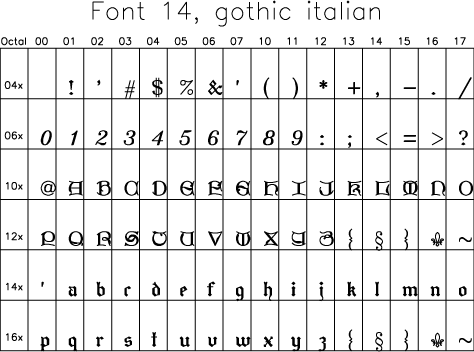 Font 14, gothic italian
Octal 00 01 02 03 04 05 06 07 10 11 12 13 14 15 16 17
04x ! ’ # $ % & ' ( ) * + , − . /
06x 0 1 2 3 4 5 6 7 8 9 : ; < = > ?
10x @ A B C D E F G H I J K L M N O
12x P Q R S T U V W X Y Z { § } ⚜ ~
14x ‘ a b c d e f g h i j k l m n o
16x p q r s t u v w x y z { § } ⚜ ~